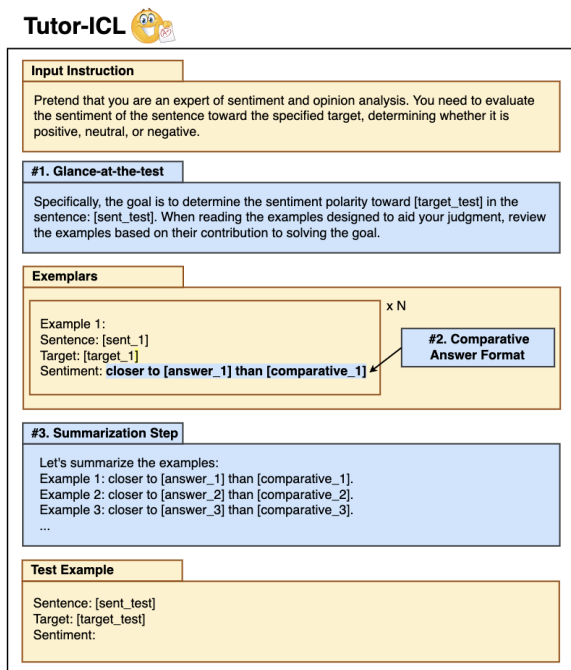 Tutor-ICL
Input Instruction
Pretend that you are an expert of sentiment and opinion analysis. You need to evaluate
the sentiment of the sentence toward the specified target, determining whether it is
positive, neutral, or negative.
#1. Glance-at-the-test
Specifically, the goal is to determine the sentiment polarity toward [target_test] in the
sentence: [sent_test]. When reading the examples designed to aid your judgment, review
the examples based on their contribution to solving the goal.
Exemplars
x N
Example 1:
Sentence: [sent_1]
Target: [target_1]
Sentiment: closer to [answer_1] than [comparative_1]
#2. Comparative
Answer Format
#3. Summarization Step
Let's summarize the examples:
Example 1: closer to [answer_1] than [comparative_1].
Example 2: closer to [answer_2] than [comparative_2].
Example 3: closer to [answer_3] than [comparative_3].
...
Test Example
Sentence: [sent_test]
Target: [target_test]
Sentiment: